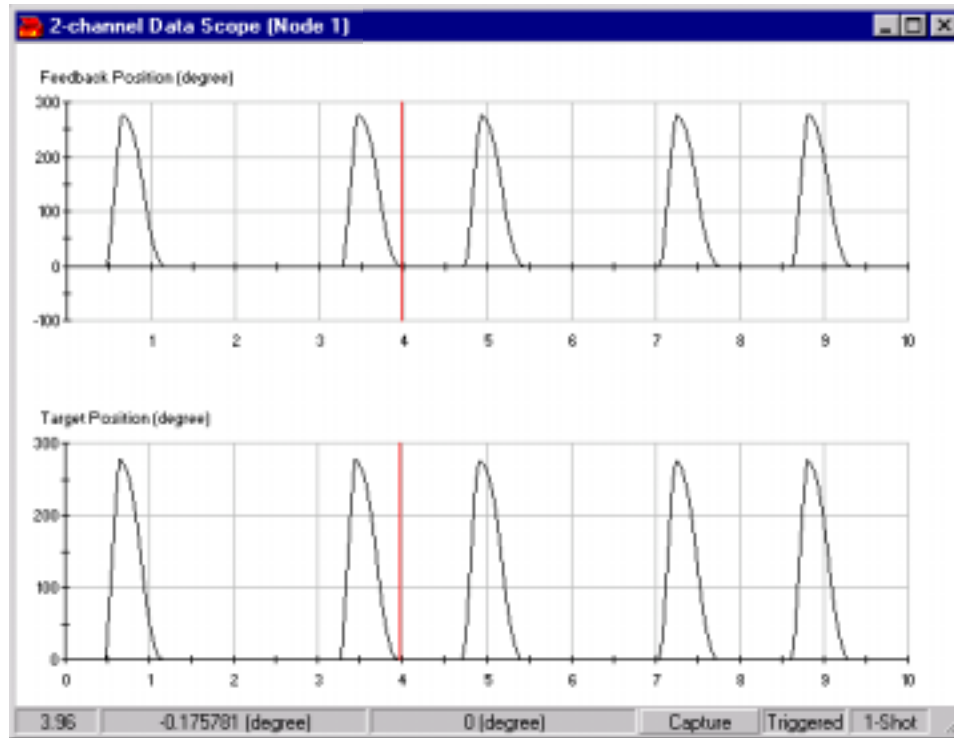 2-channel Data Scope (Node 1)
Feedback Position (degree)
300
200
100
0
-100
1 2 3 4 5 6 7 8 9 10
Target Position (degree)
300
200
100
0
0 1 2 3 4 5 6 7 8 9 10
3.96 -0.175781 (degree) 0 (degree) Capture Triggered 1-Shot